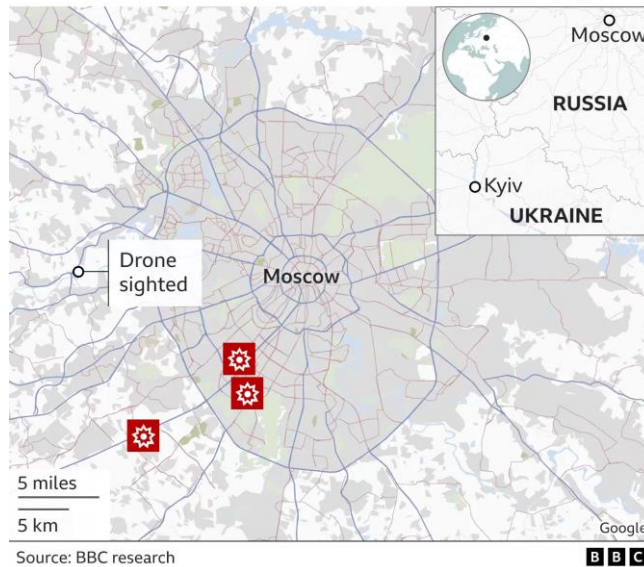 Moscow
RUSSIA
Kyiv
UKRAINE
Drone
sighted
Moscow
5 miles
5 km
Google
Source: BBC research
BBC